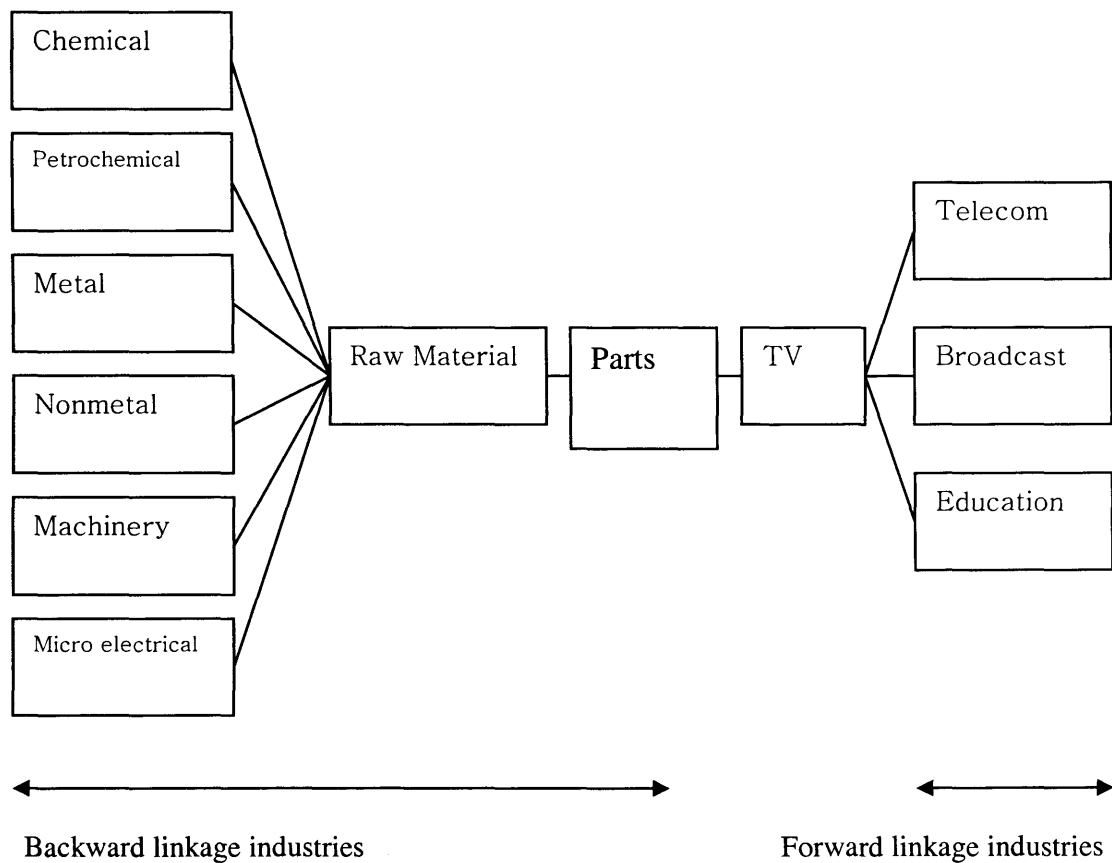 Chemical
Petrochemical
Metal
Nonmetal
Machinery
Micro electrical
Raw Material
Parts
TV
Telecom
Broadcast
Education
Backward linkage industries
Forward linkage industries